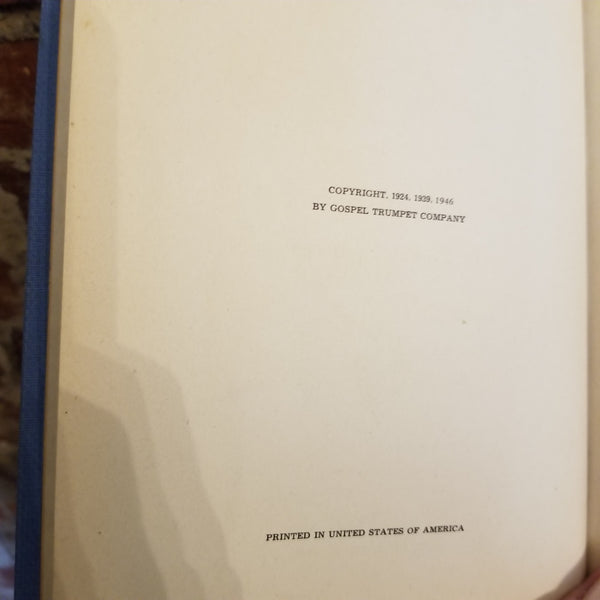 COPYRIGHT, 1924, 1939, 1946
BY GOSPEL TRUMPET COMPANY
PRINTED IN UNITED STATES OF AMERICA